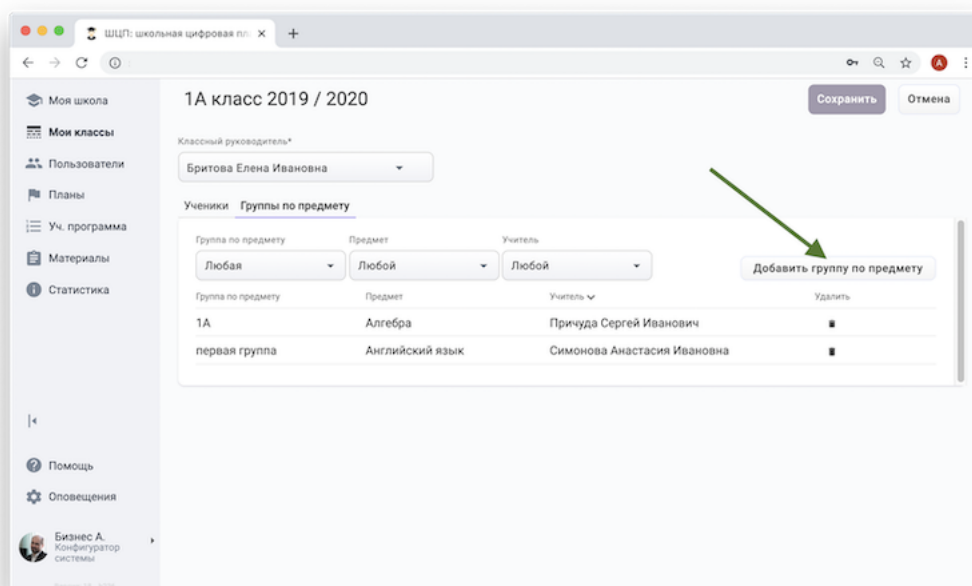 ШЦП: школьная цифровая пл
А
Моя школа
Мои классы
Пользователи
Планы
Уч. программа
Материалы
Статистика
1А класс 2019 / 2020
Сохранить
Отмена
Классный руководитель*
Бритова Елена Ивановна
Ученики Группы по предмету
Группа по предмету Предмет Учитель
Любая Любой Любой Добавить группу по предмету
Группа по предмету Предмет Учитель Удалить
1А Алгебра Причуда Сергей Иванович
первая группа Английский язык Симонова Анастасия Ивановна
Помощь
Оповещения
Бизнес А.
Конфигуратор
системы